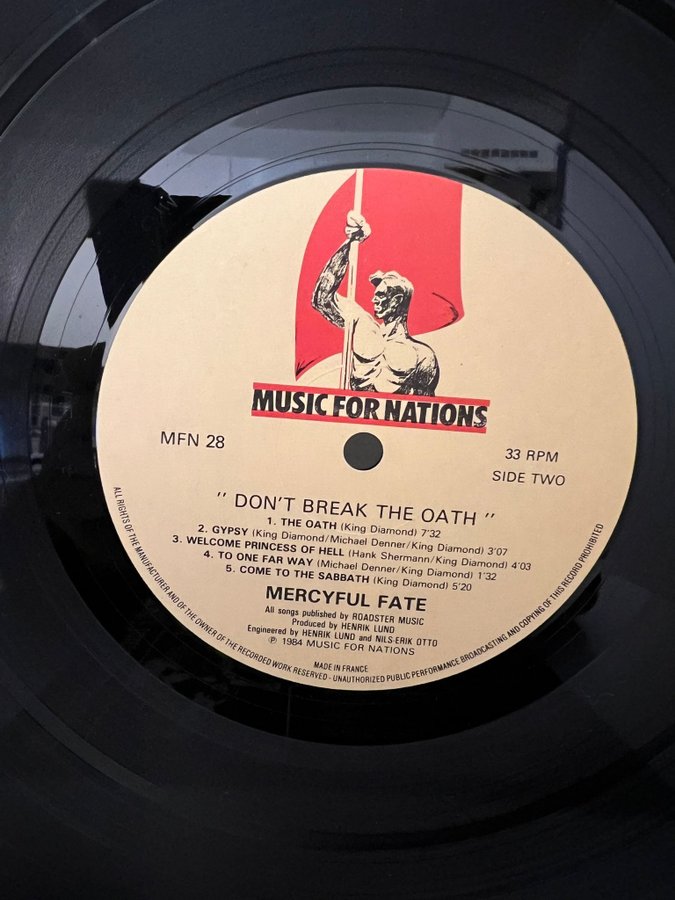 MUSIC FOR NATIONS
MFN 28
33 RPM
SIDE TWO
" DON'T BREAK THE OATH "
1. THE OATH (King Diamond) 7'32
2. GYPSY (King Diamond/Michael Denner/King Diamond) 3'07
3. WELCOME PRINCESS OF HELL (Hank Shermann/King Diamond) 4'03
4. TO ONE FAR WAY (Michael Denner/King Diamond) 1'32
5. COME TO THE SABBATH (King Diamond) 5'20
MERCYFUL FATE
All songs published by ROADSTER MUSIC
Produced by HENRIK LUND
Engineered by HENRIK LUND and NILS-ERIK OTTO
℗ 1984 MUSIC FOR NATIONS
MADE IN FRANCE
ALL RIGHTS OF THE MANUFACTURER AND OF THE OWNER OF THE RECORDED WORK RESERVED - UNAUTHORIZED PUBLIC PERFORMANCE BROADCASTING AND COPYING OF THIS RECORD PROHIBITED